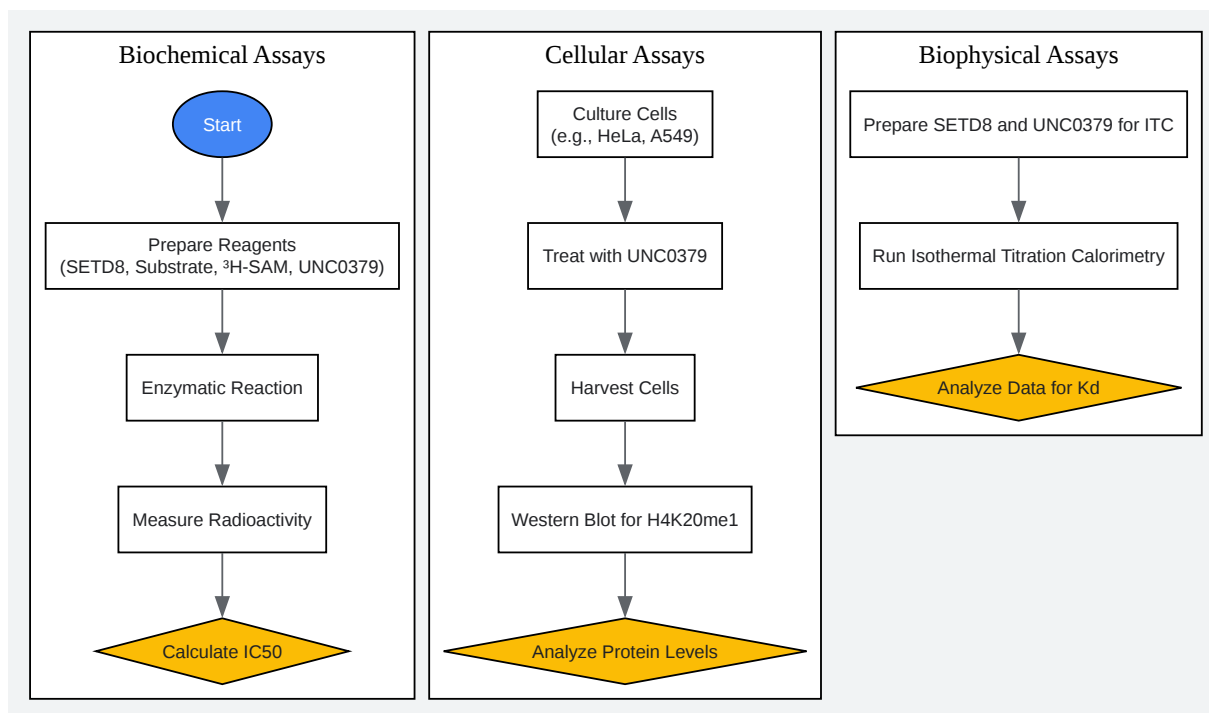 Biochemical Assays
Start
Prepare Reagents
(SETD8, Substrate, ³H-SAM, UNC0379)
Enzymatic Reaction
Measure Radioactivity
Calculate IC50
Cellular Assays
Culture Cells
(e.g., HeLa, A549)
Treat with UNC0379
Harvest Cells
Western Blot for H4K20me1
Analyze Protein Levels
Biophysical Assays
Prepare SETD8 and UNC0379 for ITC
Run Isothermal Titration Calorimetry
Analyze Data for Kd